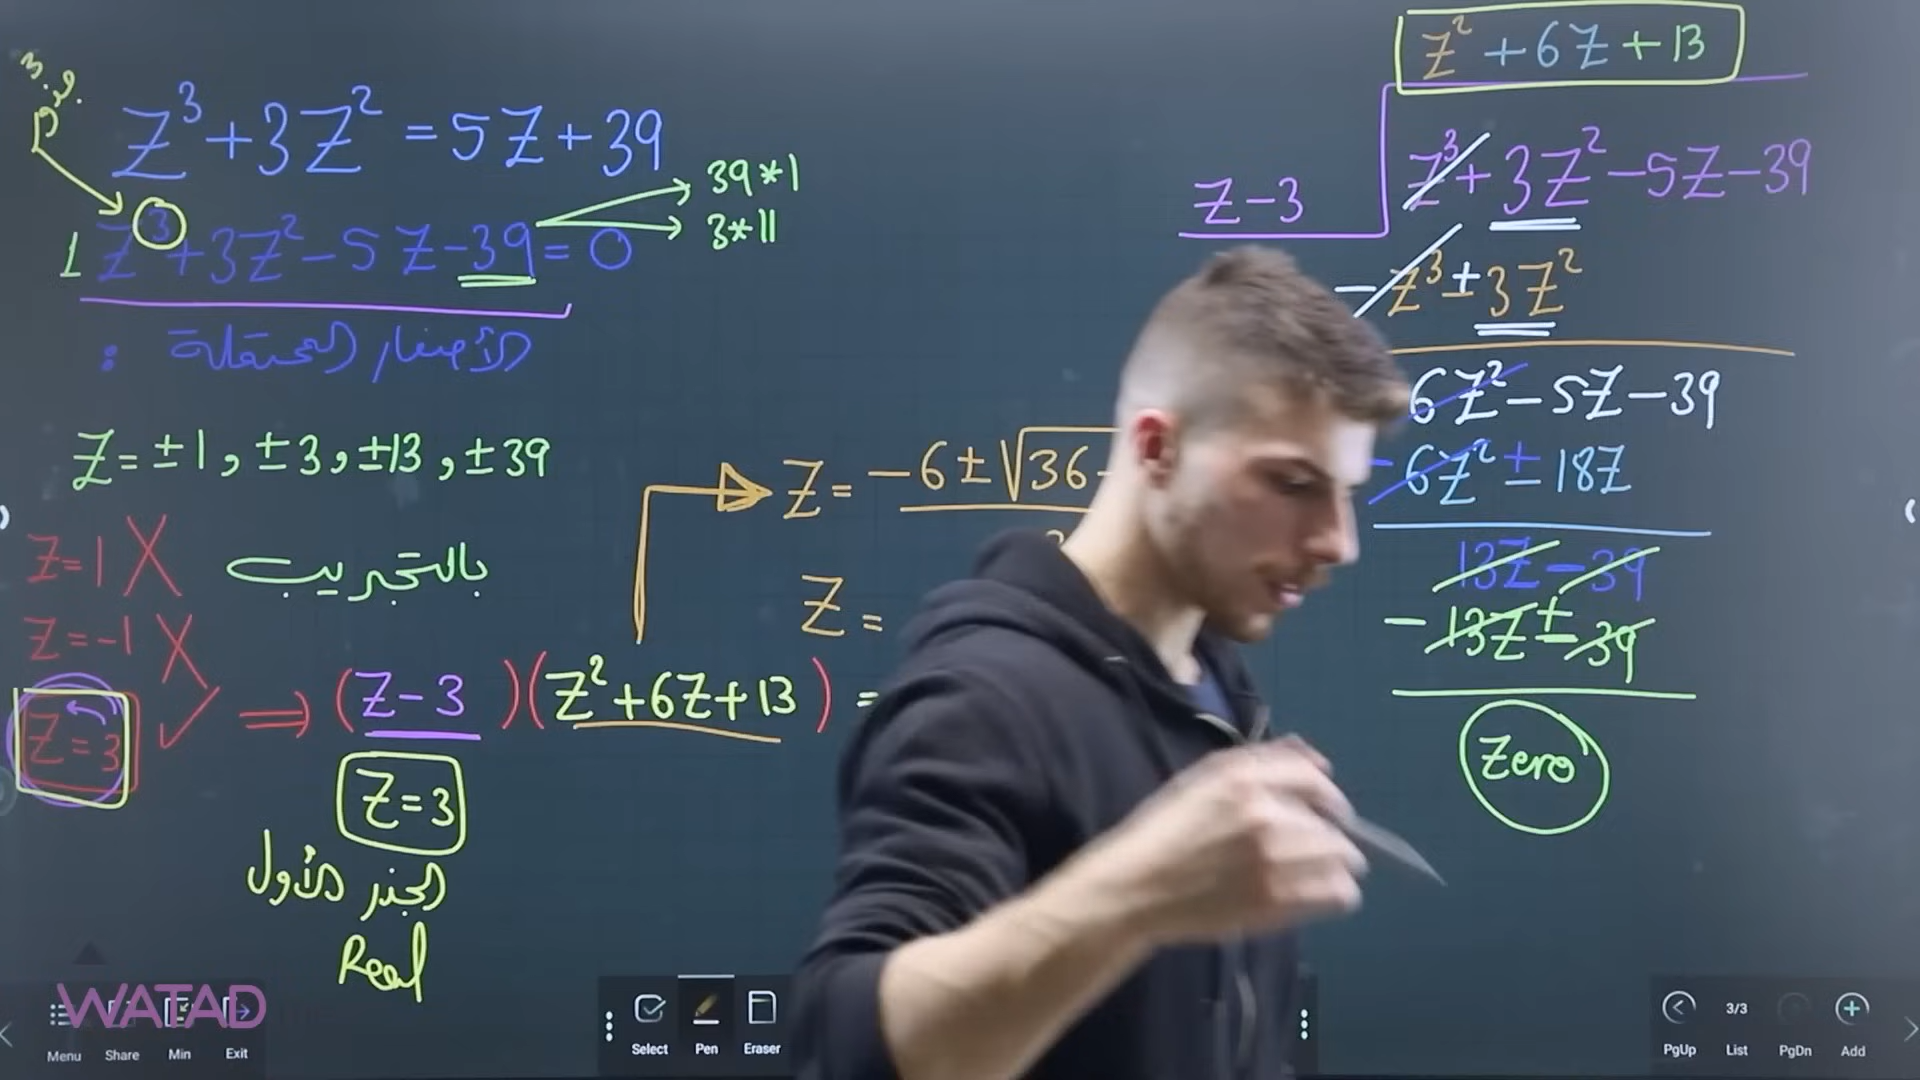 Z³ + 3Z² = 5Z + 39
1 Z³ + 3Z² - 5Z - 39 = 0
39*1
3*11
الأصفار المحتملة :
Z = ±1 , ±3 , ±13 , ±39
بالتجريب
Z = 1 X
Z = -1 X
Z = 3 ✓ ⇒ (Z-3)(Z²+6Z+13) =
Z = 3
الجذر الأول
Real
Z = -6±√36-
Z =
Z² + 6Z + 13
Z-3
Z³ + 3Z² - 5Z - 39
- Z³ ± 3Z²
6Z² - 5Z - 39
- 6Z² ± 18Z
13Z - 39
- 13Z ± 39
Zero
WATAD
Menu Share Min Exit
Select Pen Eraser
3/3
PgUp List PgDn Add